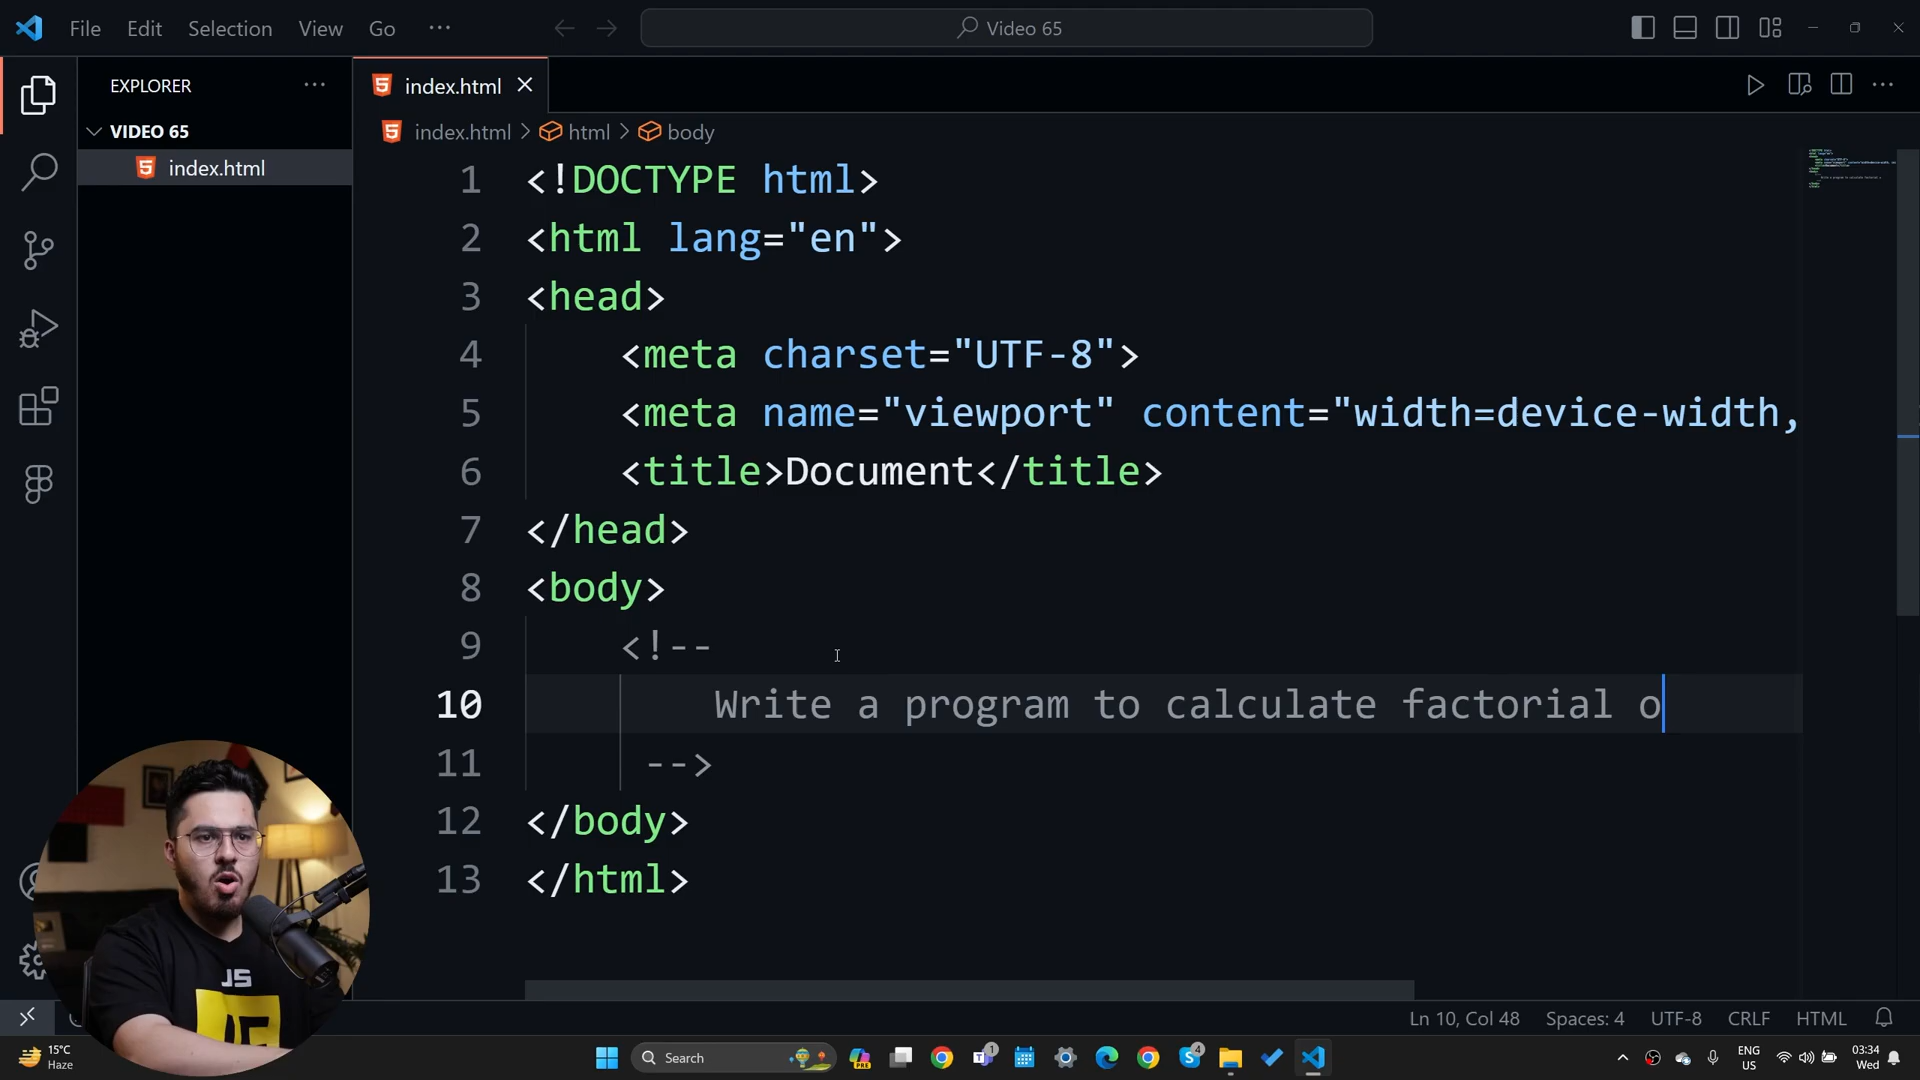 File Edit Selection View Go ··· Video 65
EXPLORER ···
VIDEO 65
index.html
index.html
index.html > html > body
1 <!DOCTYPE html>
2 <html lang="en">
3 <head>
4 <meta charset="UTF-8">
5 <meta name="viewport" content="width=device-width,
6 <title>Document</title>
7 </head>
8 <body>
9 <!--
10 Write a program to calculate factorial o
11 -->
12 </body>
13 </html>
JS
Ln 10, Col 48 Spaces: 4 UTF-8 CRLF HTML
15°C
Haze
Search
PRE
1
4
ENG
US
03:34
Wed